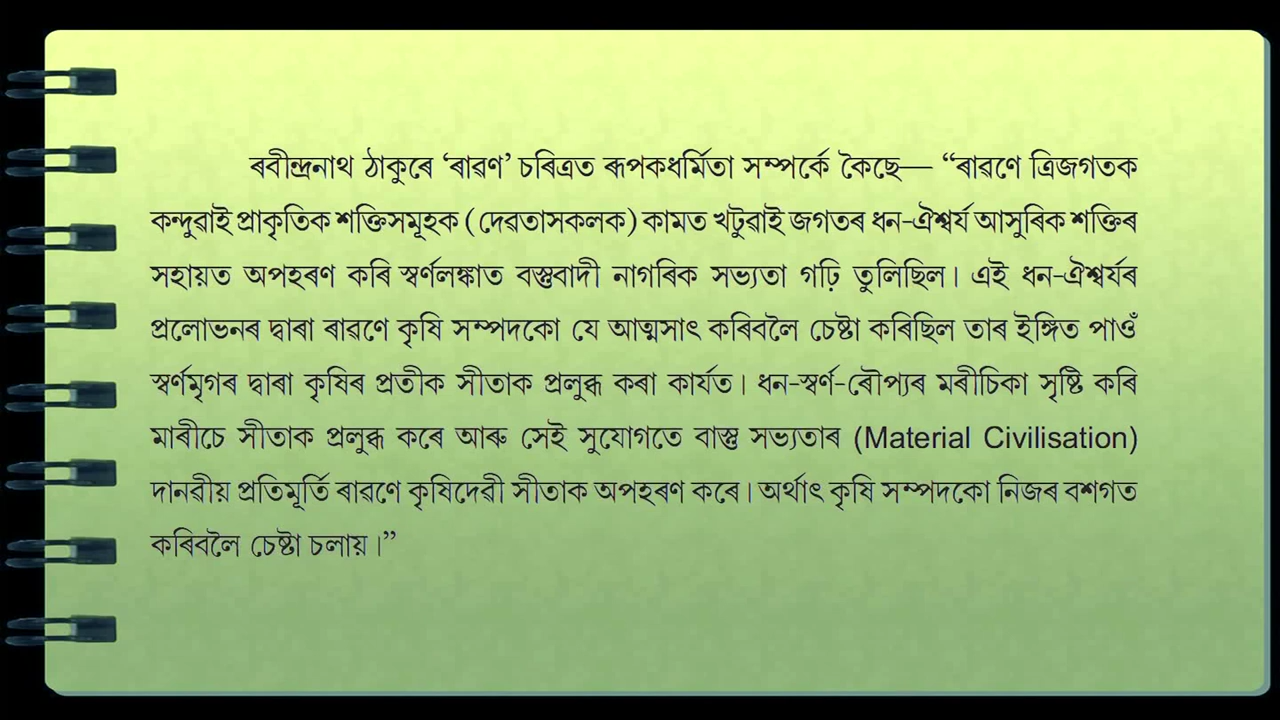 ৰবীন্দ্ৰনাথ ঠাকুৰে ‘ৰাৱণ’ চৰিত্ৰত ৰূপকধৰ্মিতা সম্পৰ্কে কৈছে— “ৰাৱণে ত্ৰিজগতক
কন্দুৱাই প্ৰাকৃতিক শক্তিসমূহক (দেৱতাসকলক) কামত খটুৱাই জগতৰ ধন-ঐশ্বৰ্য আসুৰিক শক্তিৰ
সহায়ত অপহৰণ কৰি স্বৰ্ণলঙ্কাত বস্তুবাদী নাগৰিক সভ্যতা গঢ়ি তুলিছিল। এই ধন-ঐশ্বৰ্যৰ
প্ৰলোভনৰ দ্বাৰা ৰাৱণে কৃষি সম্পদকো যে আত্মসাৎ কৰিবলৈ চেষ্টা কৰিছিল তাৰ ইঙ্গিত পাওঁ
স্বৰ্ণমৃগৰ দ্বাৰা কৃষিৰ প্ৰতীক সীতাক প্ৰলুব্ধ কৰা কাৰ্যত। ধন-স্বৰ্ণ-ৰৌপ্যৰ মৰীচিকা সৃষ্টি কৰি
মাৰীচে সীতাক প্ৰলুব্ধ কৰে আৰু সেই সুযোগতে বাস্তু সভ্যতাৰ (Material Civilisation)
দানৱীয় প্ৰতিমূৰ্তি ৰাৱণে কৃষিদেৱী সীতাক অপহৰণ কৰে। অৰ্থাৎ কৃষি সম্পদকো নিজৰ বশগত
কৰিবলৈ চেষ্টা চলায়।”